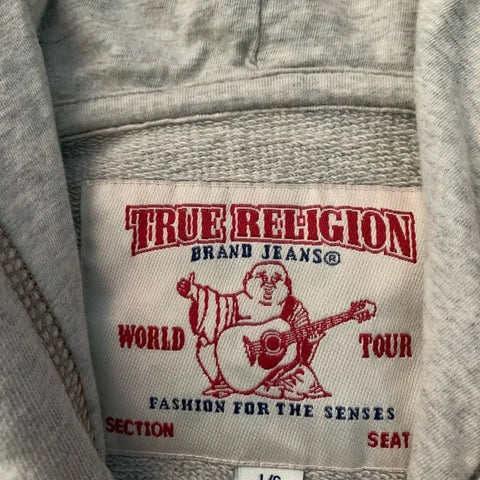 TRUE RELIGION
BRAND JEANS®
WORLD TOUR
FASHION FOR THE SENSES
SECTION SEAT